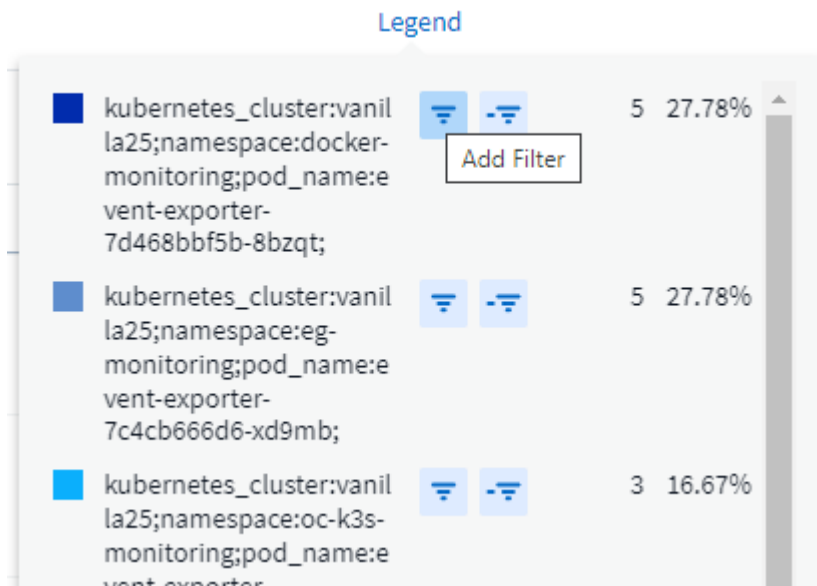 Legend
kubernetes_cluster:vanil 5 27.78%
la25;namespace:docker-
Add Filter
monitoring;pod_name:e
vent-exporter-
7d468bbf5b-8bzqt;
kubernetes_cluster:vanil 5 27.78%
la25;namespace:eg-
monitoring;pod_name:e
vent-exporter-
7c4cb666d6-xd9mb;
kubernetes_cluster:vanil 3 16.67%
la25;namespace:oc-k3s-
monitoring;pod_name:e
vent-exporter-